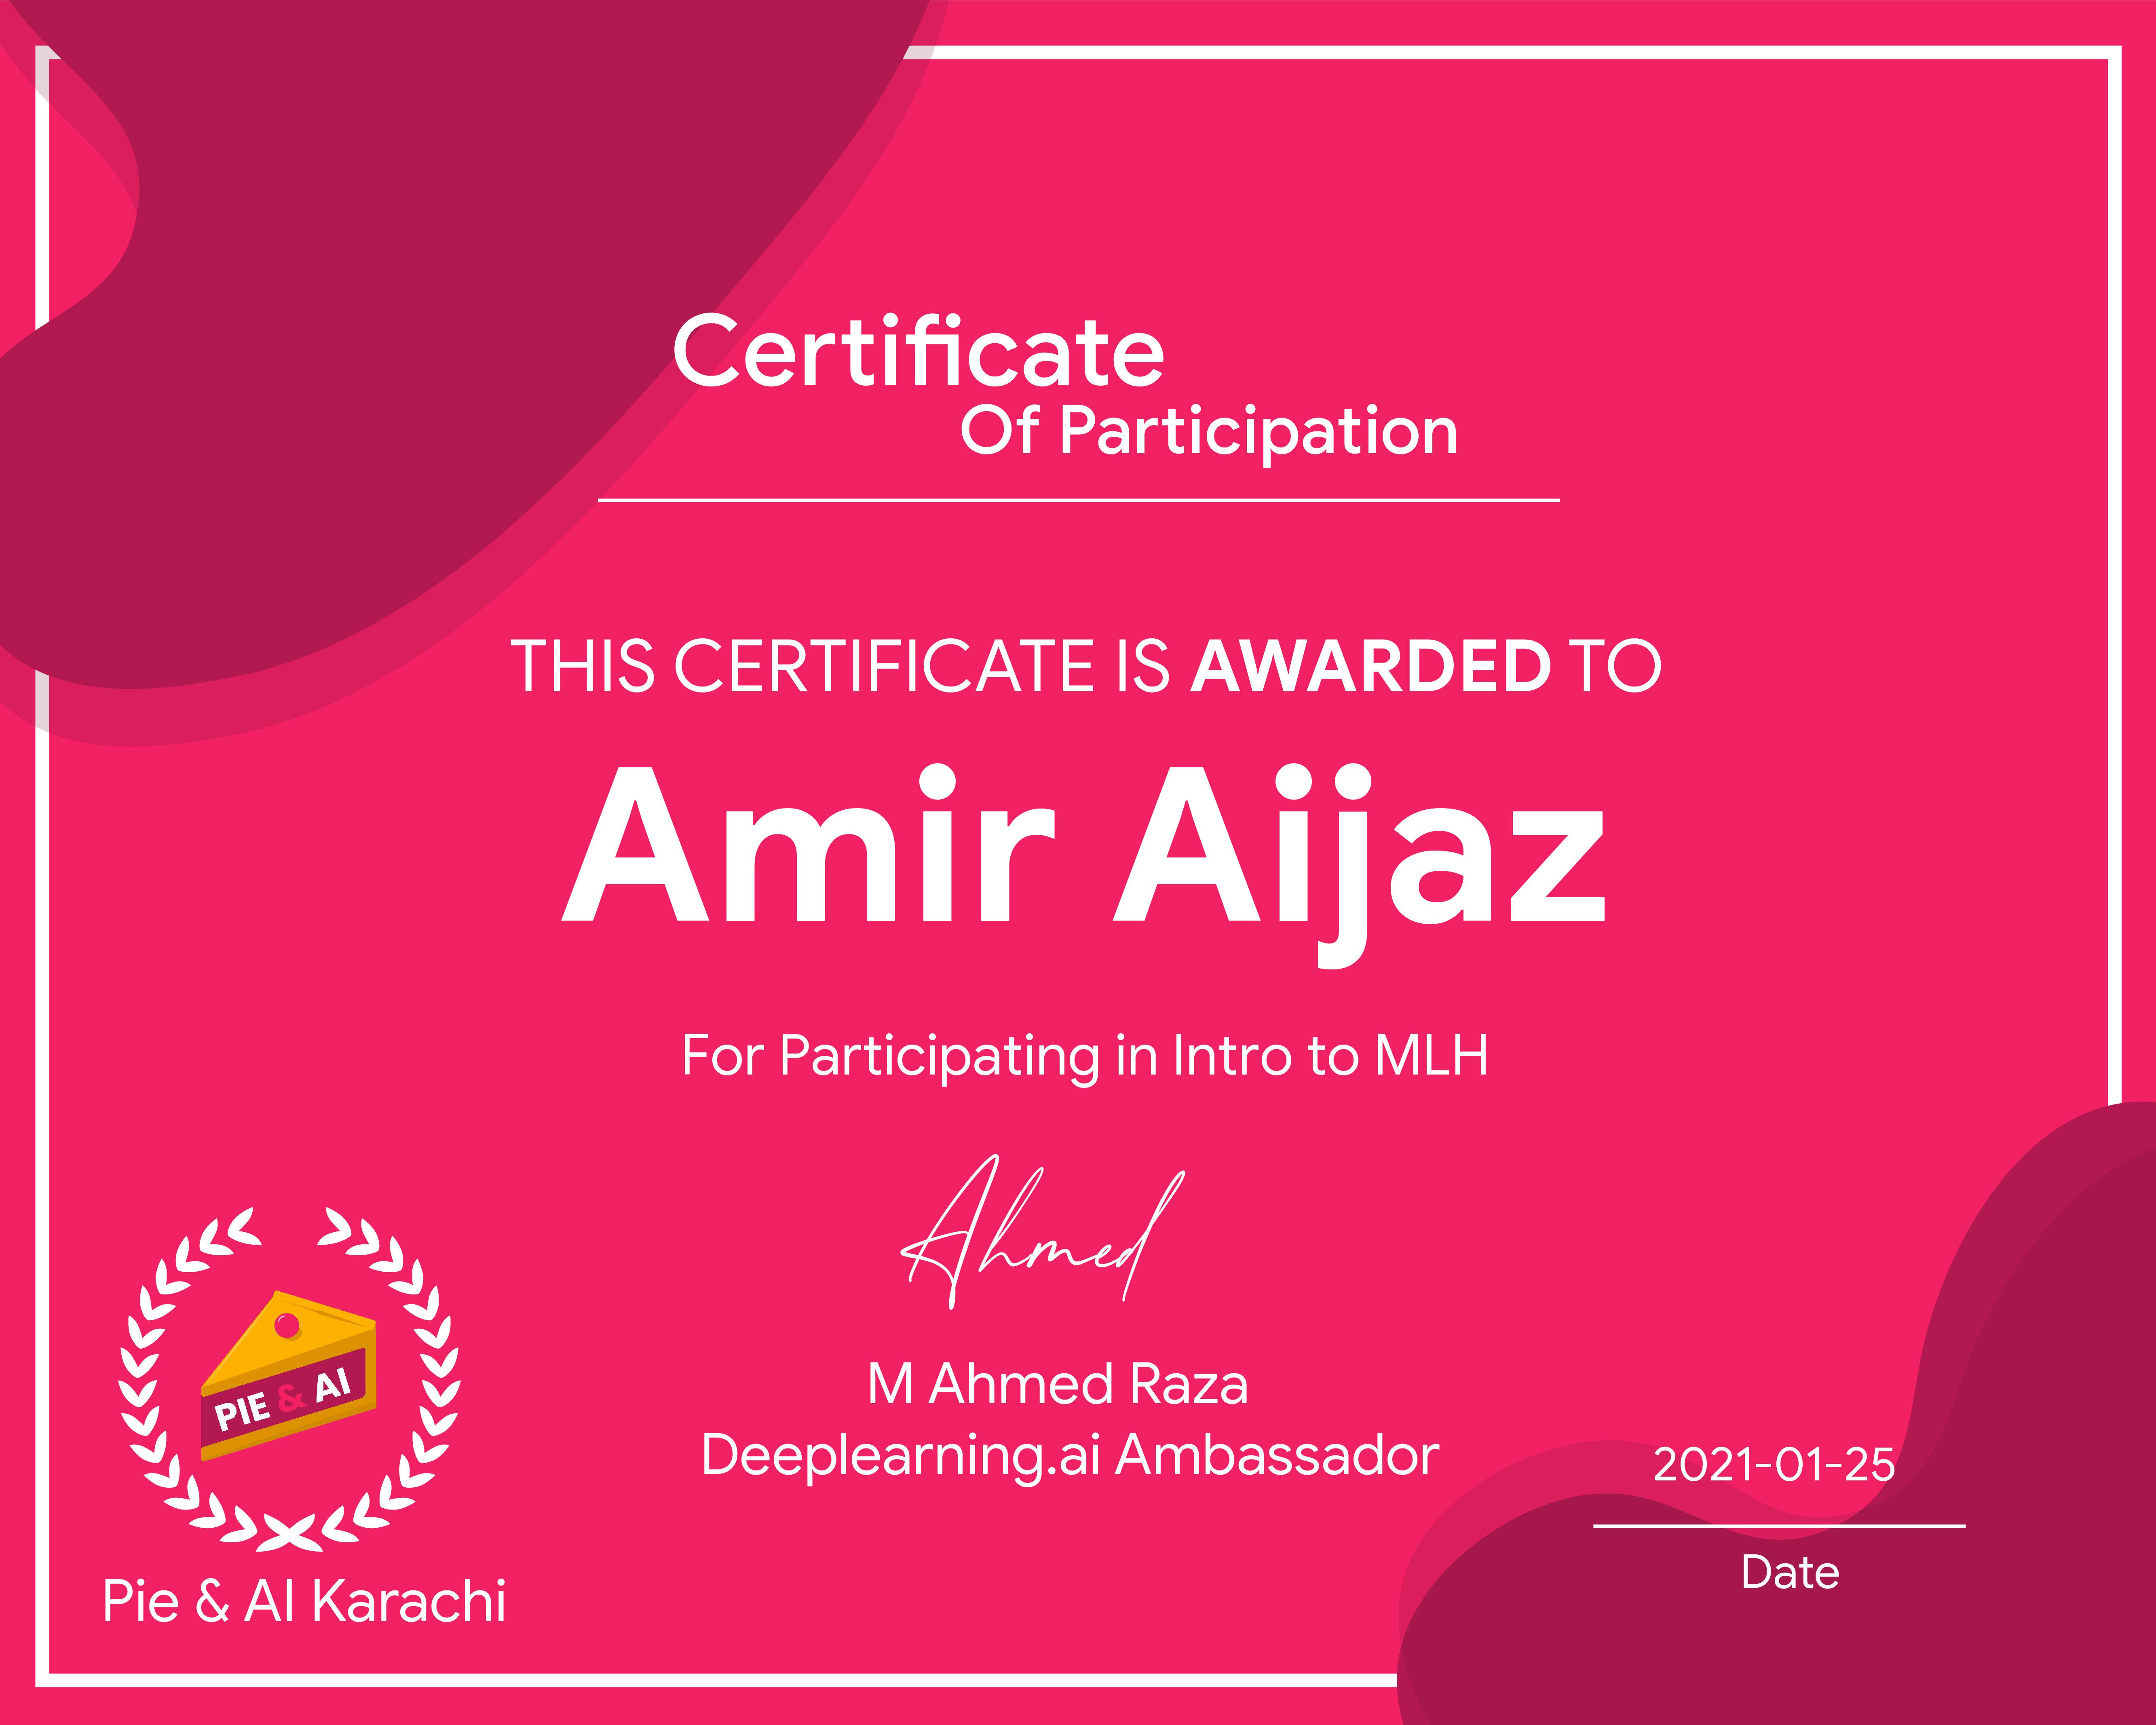 Certificate
Of Participation
THIS CERTIFICATE IS AWARDED TO
Amir Aijaz
For Participating in Intro to MLH
Ahmed
M Ahmed Raza
Deeplearning.ai Ambassador
PIE & AI
Pie & AI Karachi
2021-01-25
Date